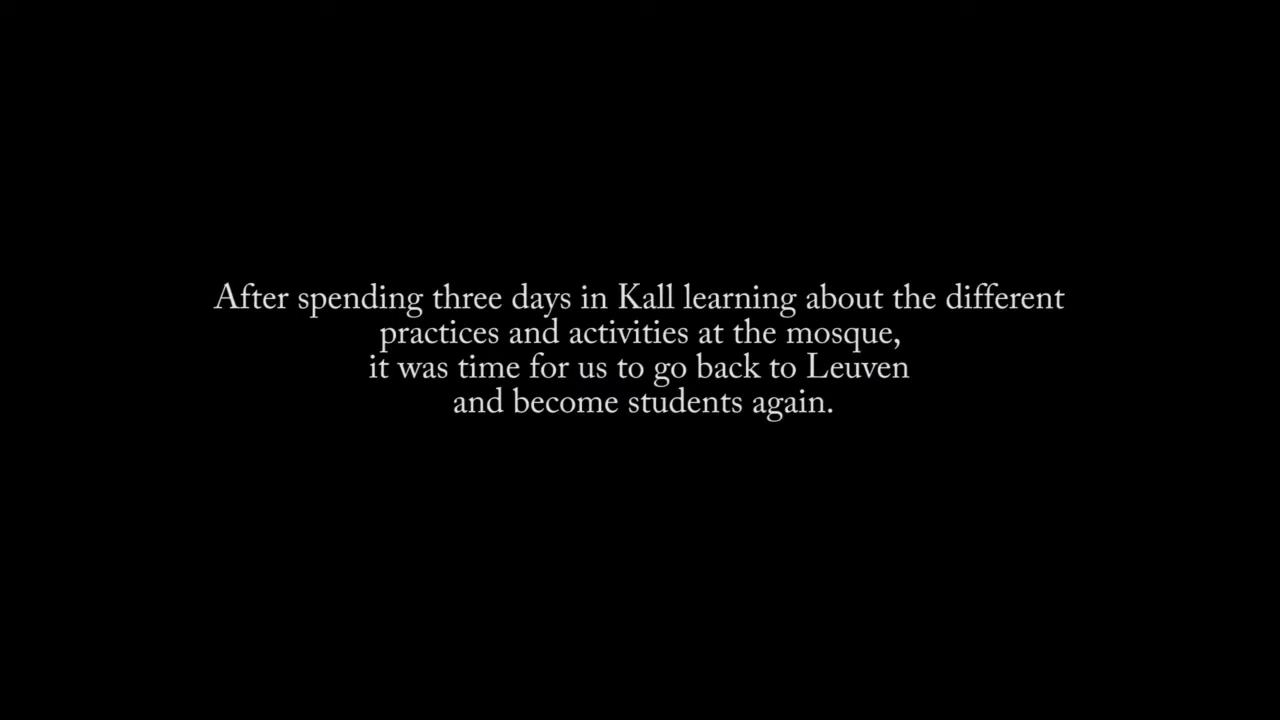 After spending three days in Kall learning about the different
practices and activities at the mosque,
it was time for us to go back to Leuven
and become students again.